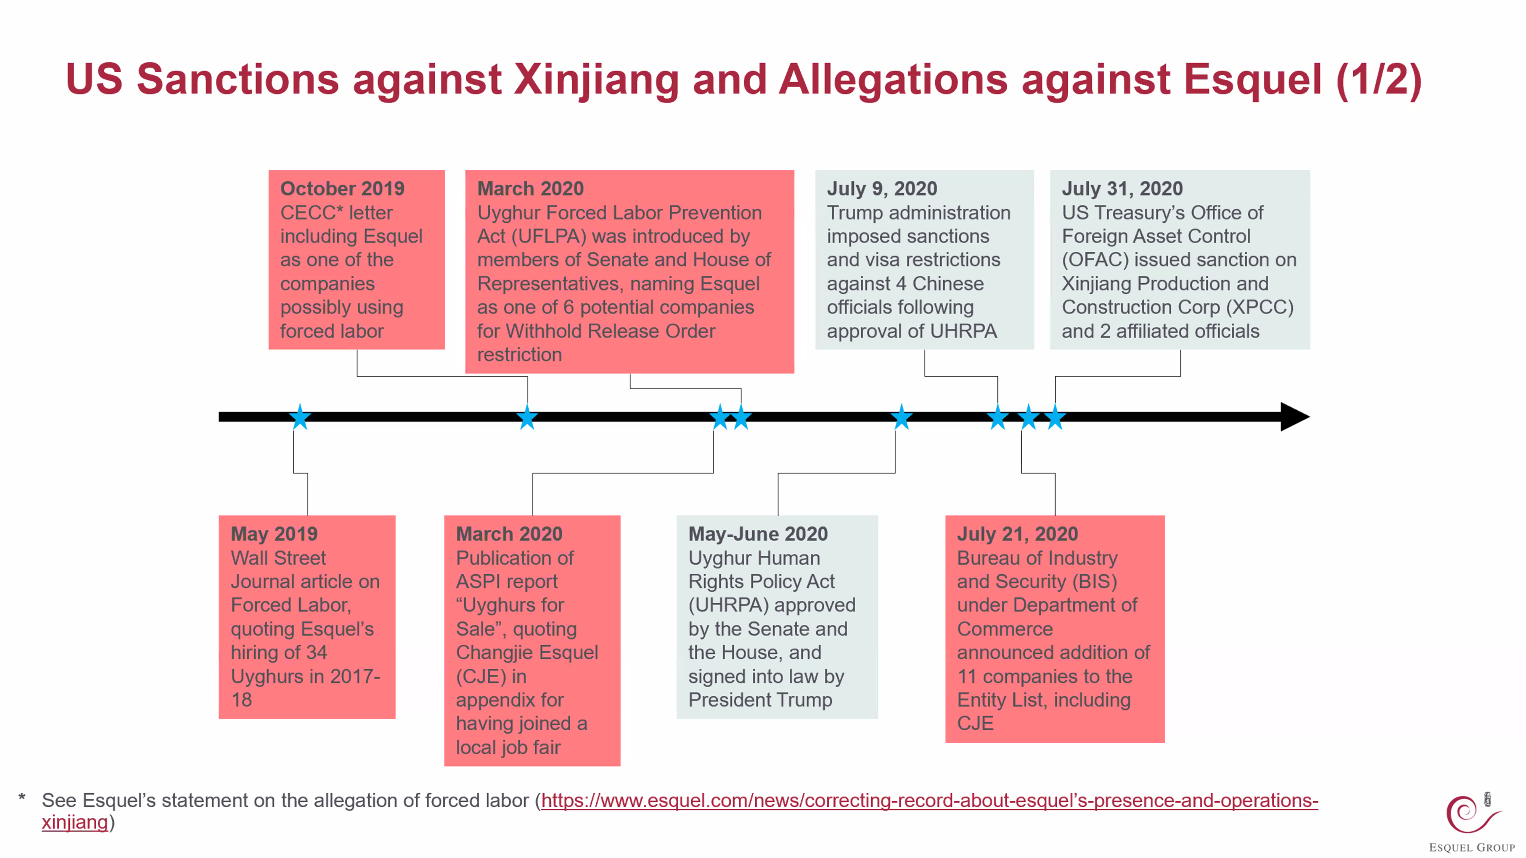 US Sanctions against Xinjiang and Allegations against Esquel (1/2)
October 2019
CECC* letter
including Esquel
as one of the
companies
possibly using
forced labor
March 2020
Uyghur Forced Labor Prevention
Act (UFLPA) was introduced by
members of Senate and House of
Representatives, naming Esquel
as one of 6 potential companies
for Withhold Release Order
restriction
July 9, 2020
Trump administration
imposed sanctions
and visa restrictions
against 4 Chinese
officials following
approval of UHRPA
July 31, 2020
US Treasury’s Office of
Foreign Asset Control
(OFAC) issued sanction on
Xinjiang Production and
Construction Corp (XPCC)
and 2 affiliated officials
May 2019
Wall Street
Journal article on
Forced Labor,
quoting Esquel’s
hiring of 34
Uyghurs in 2017-
18
March 2020
Publication of
ASPI report
“Uyghurs for
Sale”, quoting
Changjie Esquel
(CJE) in
appendix for
having joined a
local job fair
May-June 2020
Uyghur Human
Rights Policy Act
(UHRPA) approved
by the Senate and
the House, and
signed into law by
President Trump
July 21, 2020
Bureau of Industry
and Security (BIS)
under Department of
Commerce
announced addition of
11 companies to the
Entity List, including
CJE
* See Esquel’s statement on the allegation of forced labor (https://www.esquel.com/news/correcting-record-about-esquel’s-presence-and-operations-
xinjiang)
ESQUEL GROUP